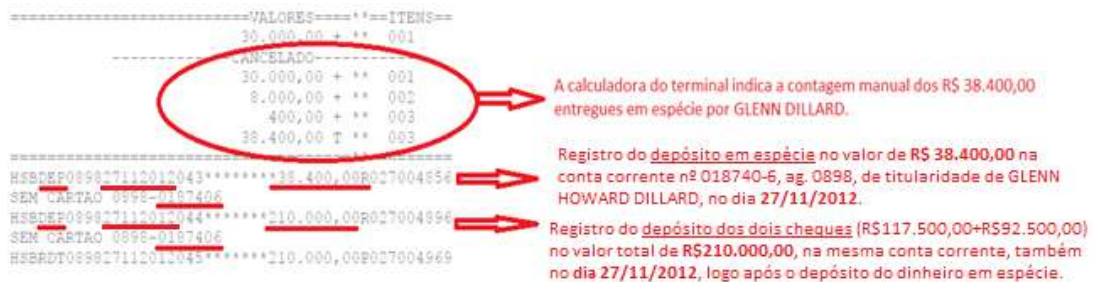 ==========================VALORES====**==ITENS==
30.000,00 + ** 001
-------------CANCELADO-------------
30.000,00 + ** 001
8.000,00 + ** 002
400,00 + ** 003
38.400,00 T ** 003
HSBDEP089827112012043********38.400,00R027004856
SEM CARTAO 0898-0187406
HSBDEP089827112012044*******210.000,00R027004896
SEM CARTAO 0898-0187406
HSBRDT089827112012045*******210.000,00P027004969
A calculadora do terminal indica a contagem manual dos R$ 38.400,00
entregues em espécie por GLENN DILLARD.
Registro do depósito em espécie no valor de R$ 38.400,00 na
conta corrente nº 018740-6, ag. 0898, de titularidade de GLENN
HOWARD DILLARD, no dia 27/11/2012.
Registro do depósito dos dois cheques (R$117.500,00+R$92.500,00)
no valor total de R$210.000,00, na mesma conta corrente, também
no dia 27/11/2012, logo após o depósito do dinheiro em espécie.